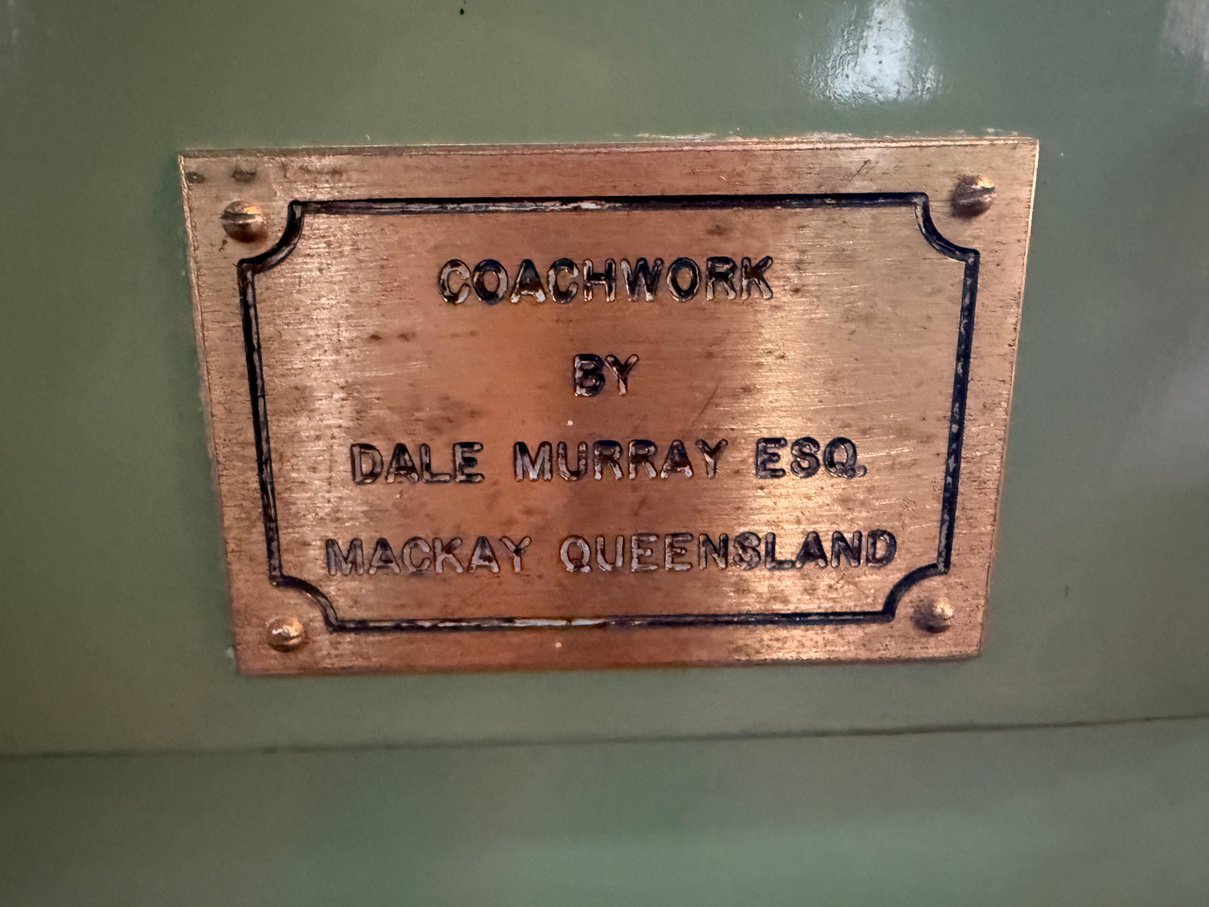 COACHWORK
BY
DALE MURRAY ESQ.
MACKAY QUEENSLAND